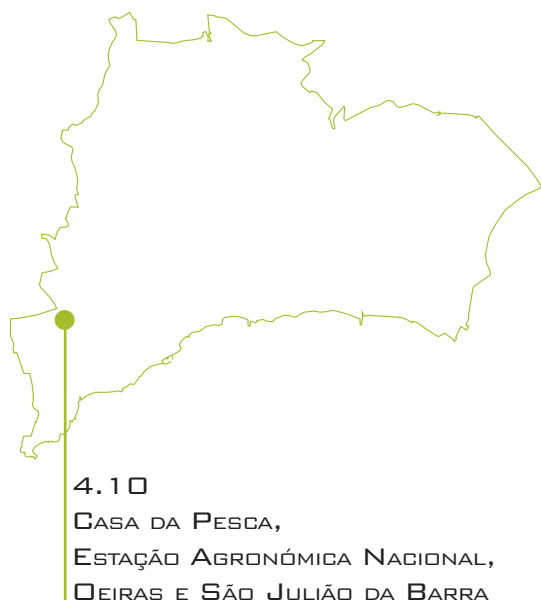 4.10
Casa da Pesca,
Estação Agronómica Nacional,
Oeiras e São Julião da Barra